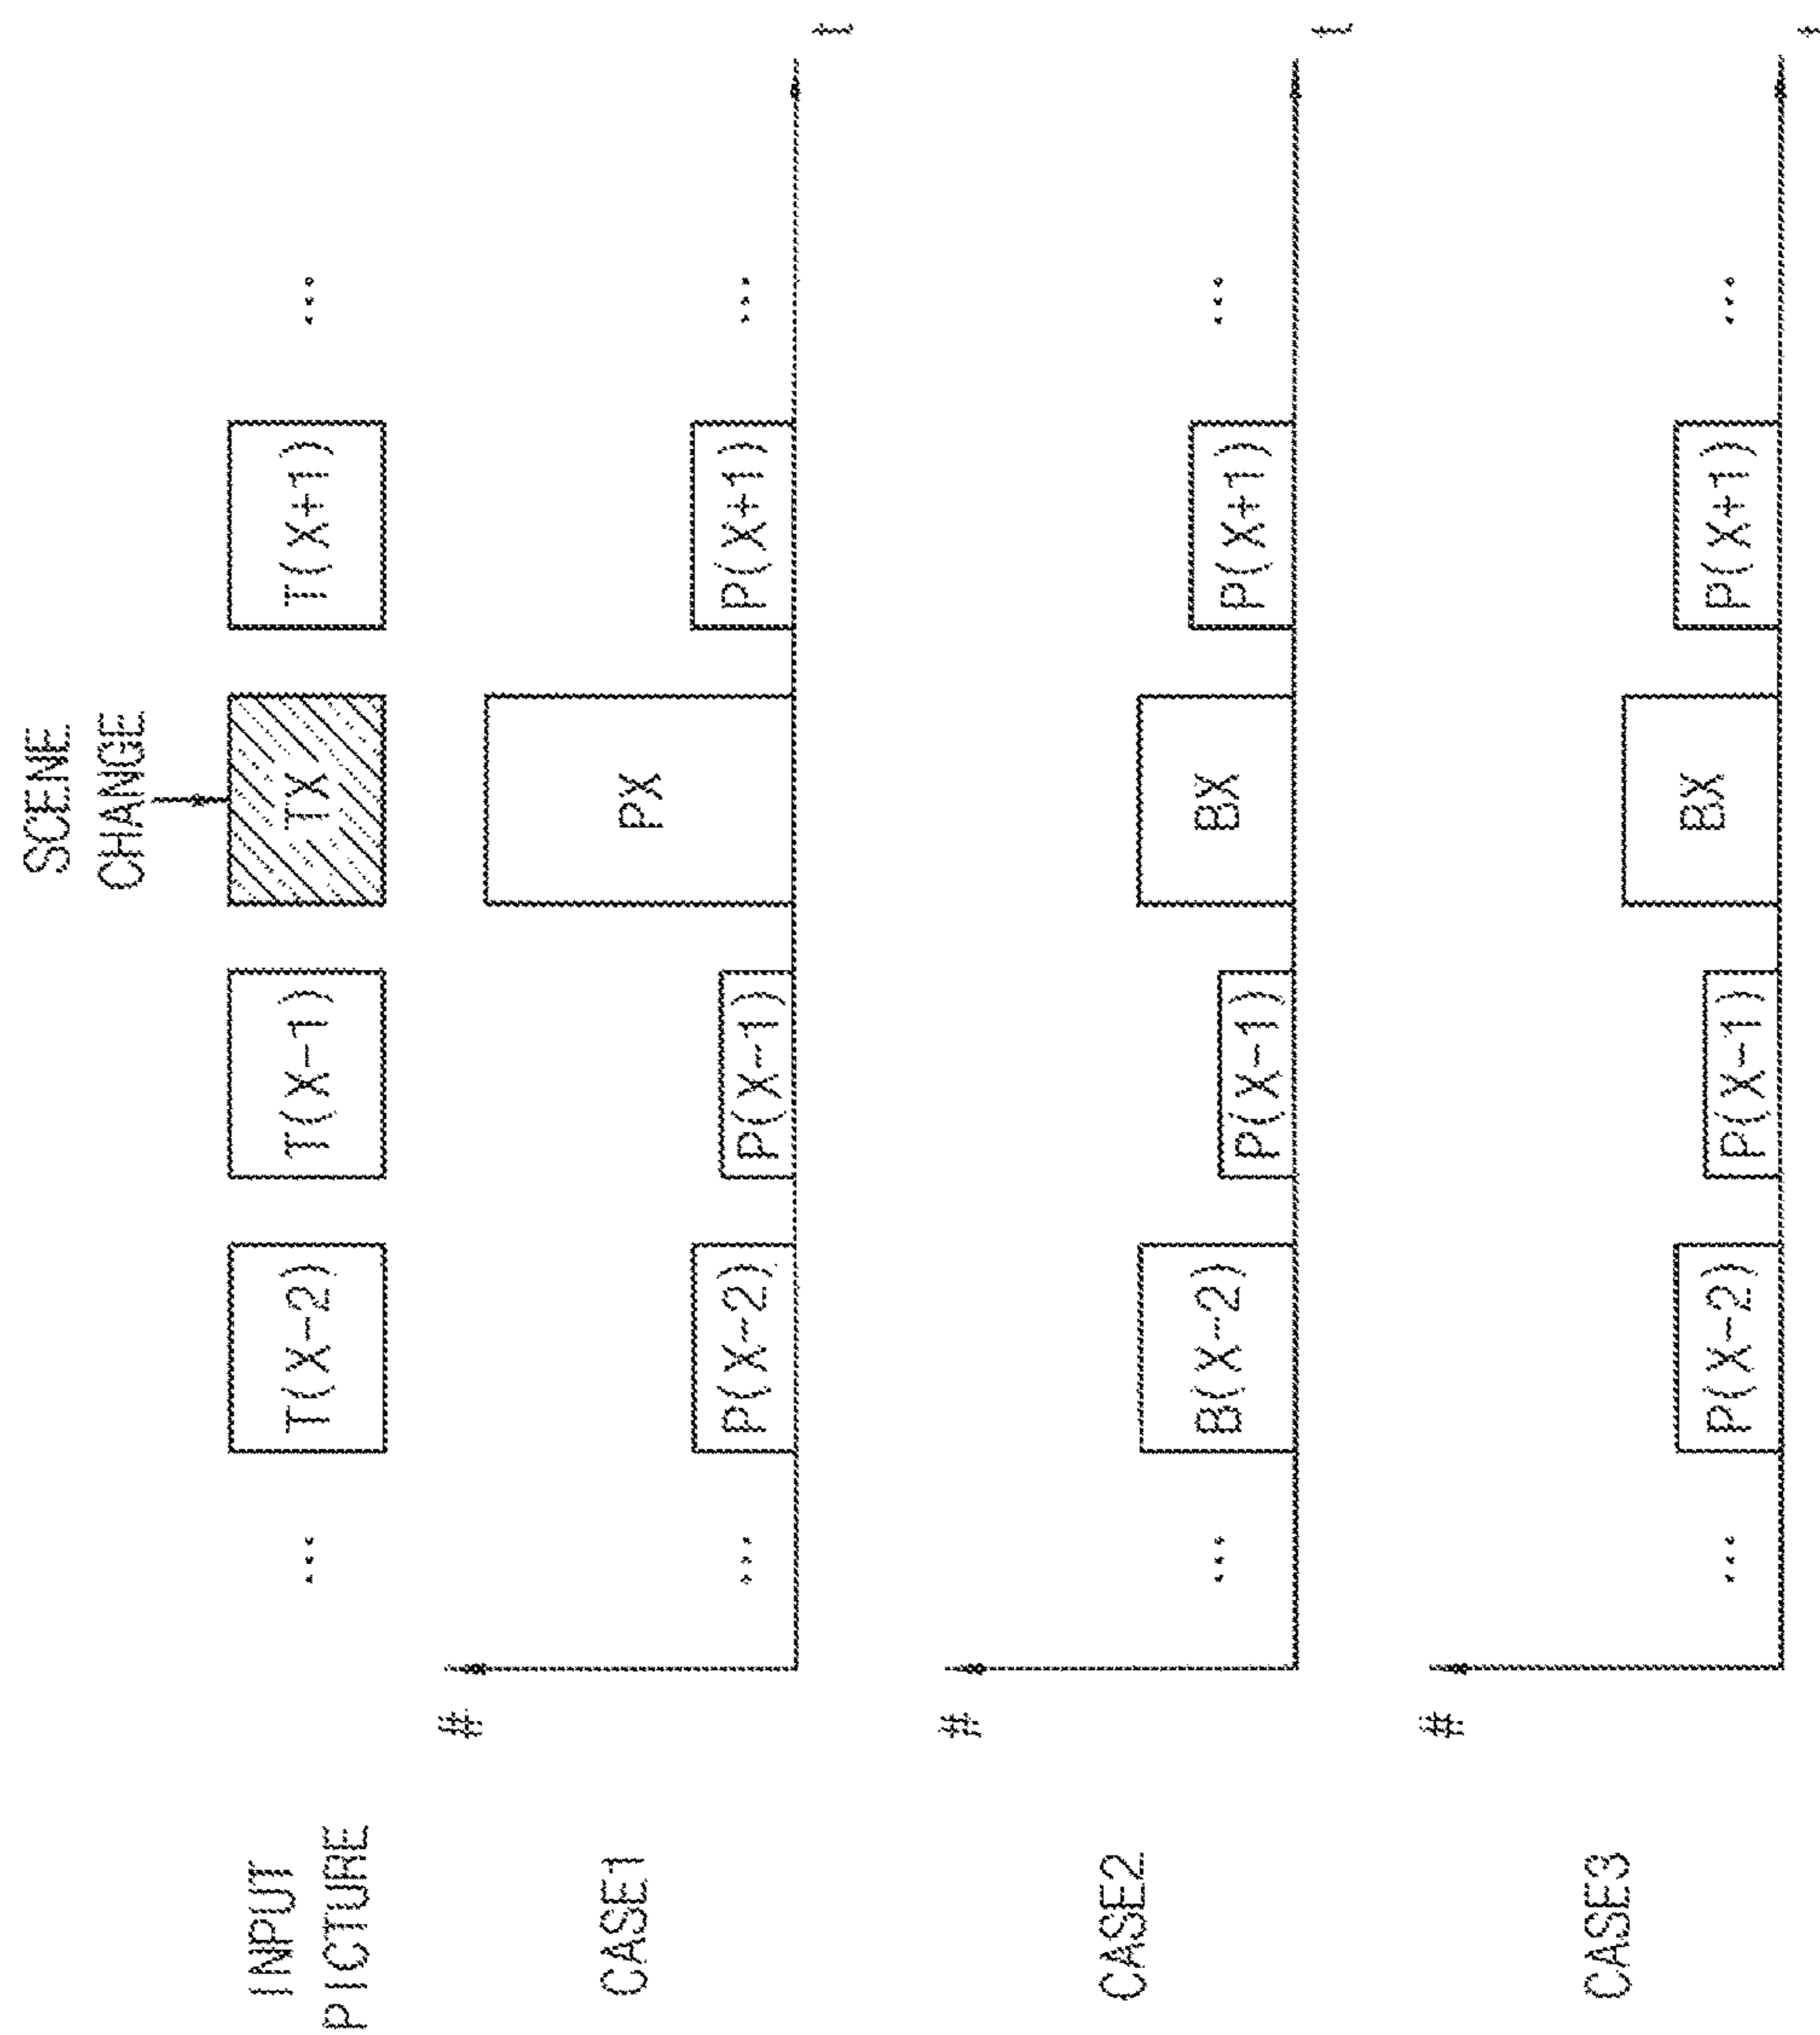 SCENE
CHANGE
INPUT
PICTURE
... T(X-2) T(X-1) TX T(X+1) ...
CASE1
#
... P(X-2) P(X-1) PX P(X+1) ...
t
CASE2
#
... B(X-2) P(X-1) BX P(X+1) ...
t
CASE3
#
... P(X-2) P(X-1) BX P(X+1) ...
t